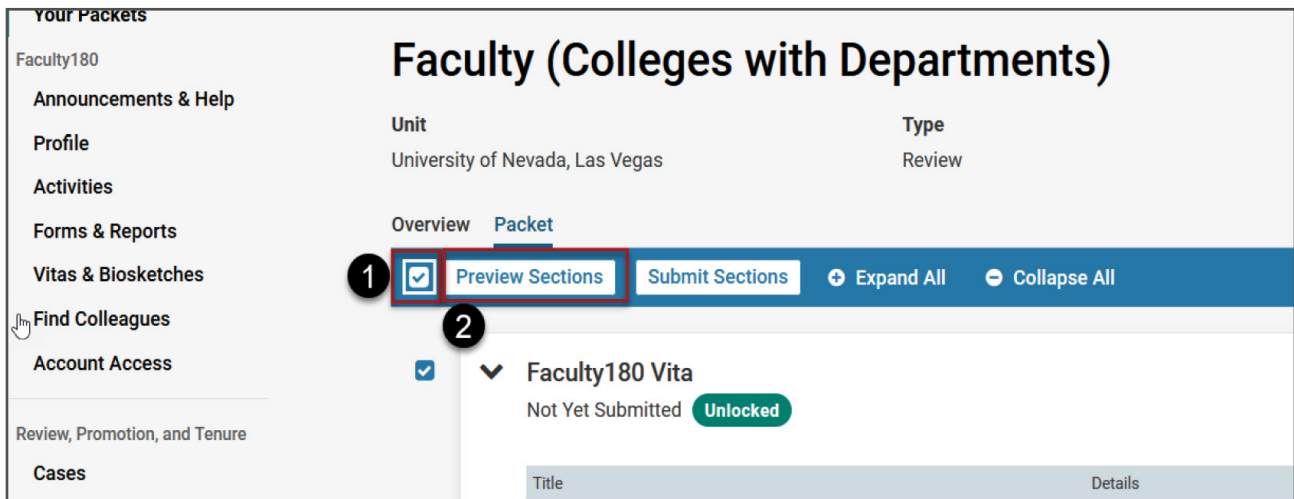 Your Packets
Faculty180
Announcements & Help
Profile
Activities
Forms & Reports
Vitas & Biosketches
Find Colleagues
Account Access
Review, Promotion, and Tenure
Cases
Faculty (Colleges with Departments)
Unit Type
University of Nevada, Las Vegas Review
Overview Packet
1 Preview Sections Submit Sections Expand All Collapse All
2
Faculty180 Vita
Not Yet Submitted Unlocked
Title Details